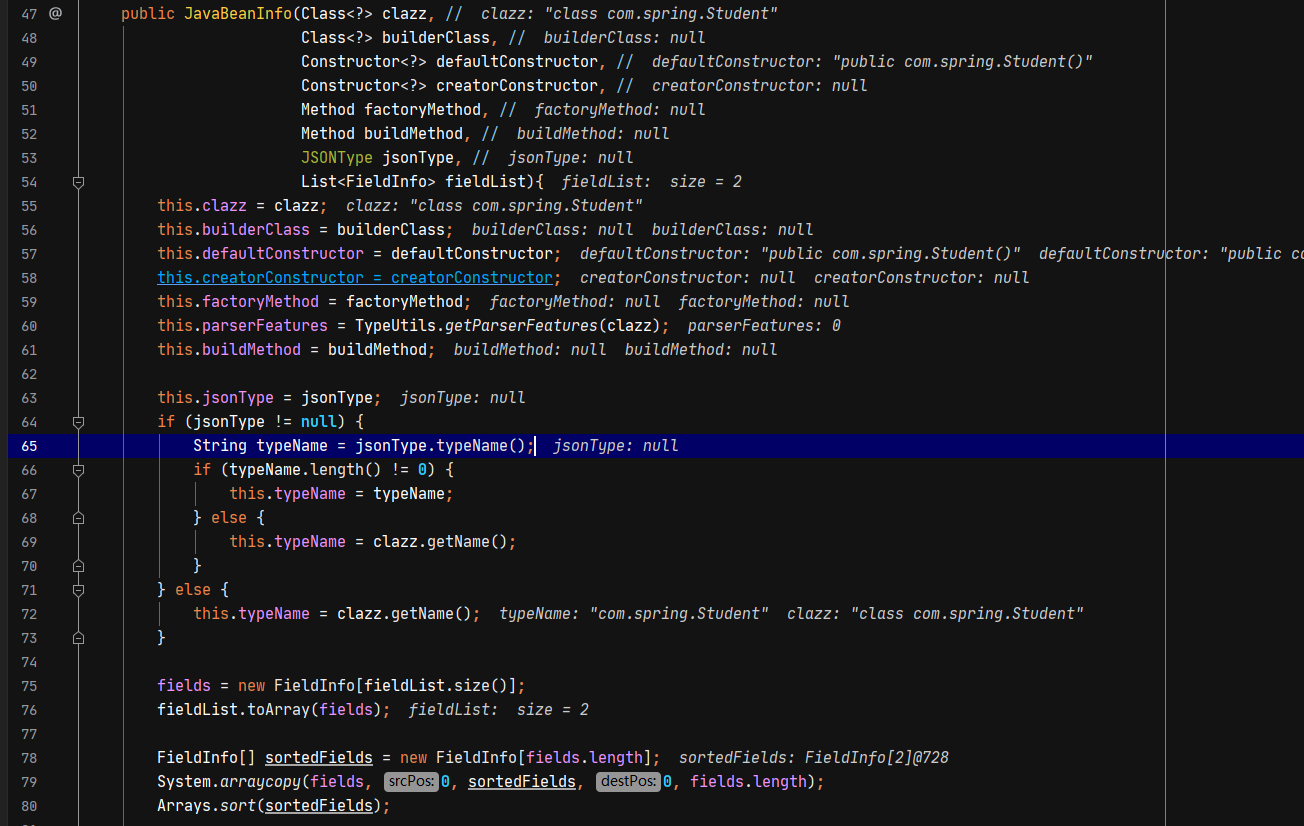 47 @ public JavaBeanInfo(Class<?> clazz, // clazz: "class com.spring.Student"
48 Class<?> builderClass, // builderClass: null
49 Constructor<?> defaultConstructor, // defaultConstructor: "public com.spring.Student()"
50 Constructor<?> creatorConstructor, // creatorConstructor: null
51 Method factoryMethod, // factoryMethod: null
52 Method buildMethod, // buildMethod: null
53 JSONType jsonType, // jsonType: null
54 List<FieldInfo> fieldList){ fieldList: size = 2
55 this.clazz = clazz; clazz: "class com.spring.Student"
56 this.builderClass = builderClass; builderClass: null builderClass: null
57 this.defaultConstructor = defaultConstructor; defaultConstructor: "public com.spring.Student()" defaultConstructor: "public co
58 this.creatorConstructor = creatorConstructor; creatorConstructor: null creatorConstructor: null
59 this.factoryMethod = factoryMethod; factoryMethod: null factoryMethod: null
60 this.parserFeatures = TypeUtils.getParserFeatures(clazz); parserFeatures: 0
61 this.buildMethod = buildMethod; buildMethod: null buildMethod: null
62
63 this.jsonType = jsonType; jsonType: null
64 if (jsonType != null) {
65 String typeName = jsonType.typeName(); jsonType: null
66 if (typeName.length() != 0) {
67 this.typeName = typeName;
68 } else {
69 this.typeName = clazz.getName();
70 }
71 } else {
72 this.typeName = clazz.getName(); typeName: "com.spring.Student" clazz: "class com.spring.Student"
73 }
74
75 fields = new FieldInfo[fieldList.size()];
76 fieldList.toArray(fields); fieldList: size = 2
77
78 FieldInfo[] sortedFields = new FieldInfo[fields.length]; sortedFields: FieldInfo[2]@728
79 System.arraycopy(fields, srcPos: 0, sortedFields, destPos: 0, fields.length);
80 Arrays.sort(sortedFields);